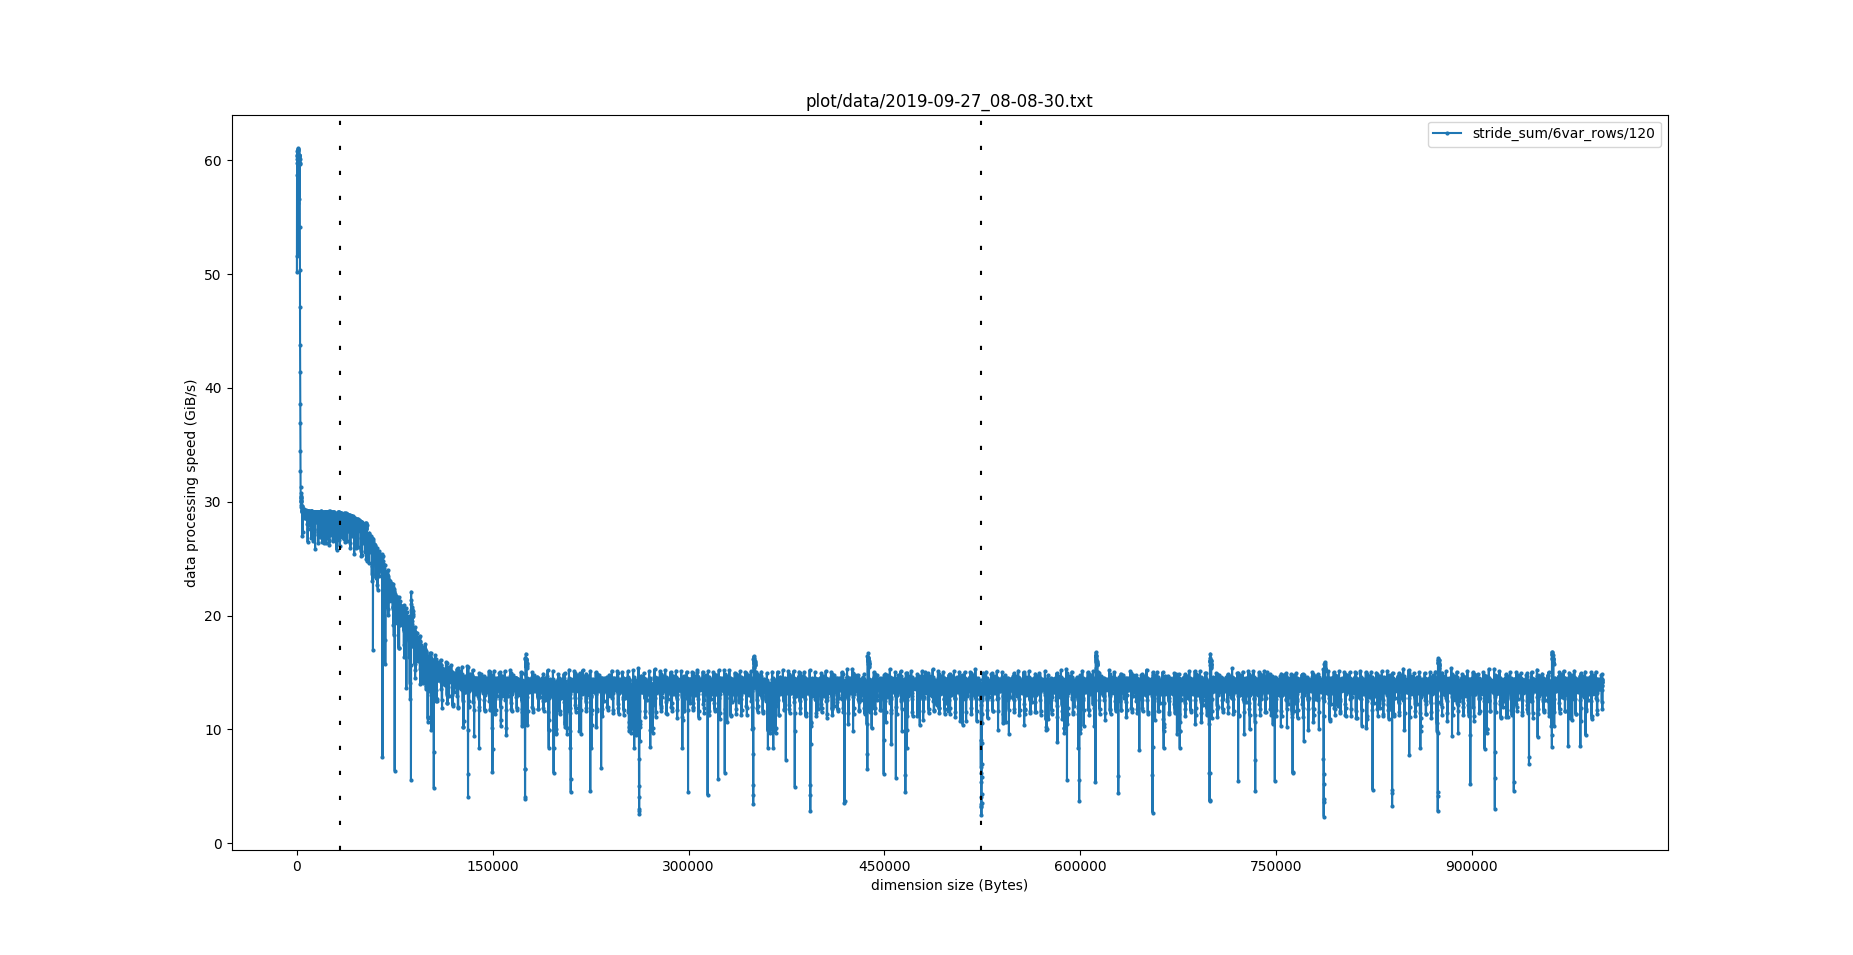 plot/data/2019-09-27_08-08-30.txt
stride_sum/6var_rows/120
data processing speed (GiB/s)
60
50
40
30
20
10
0
0 150000 300000 450000 600000 750000 900000
dimension size (Bytes)